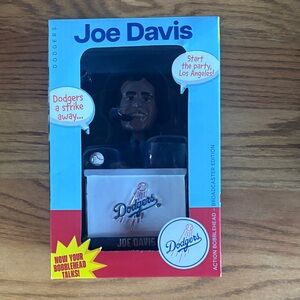 DODGERS
Joe Davis
Start
the party,
Los Angeles!
Dodgers
a strike
away...
Dodgers
JOE DAVIS
Dodgers
NOW YOUR
BOBBLEHEAD
TALKS!
ACTION BOBBLEHEAD - BROADCASTER EDITION